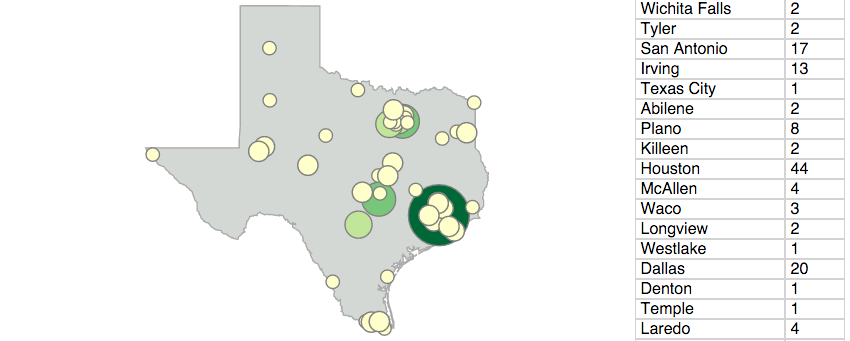 Wichita Falls 2
Tyler 2
San Antonio 17
Irving 13
Texas City 1
Abilene 2
Plano 8
Killeen 2
Houston 44
McAllen 4
Waco 3
Longview 2
Westlake 1
Dallas 20
Denton 1
Temple 1
Laredo 4